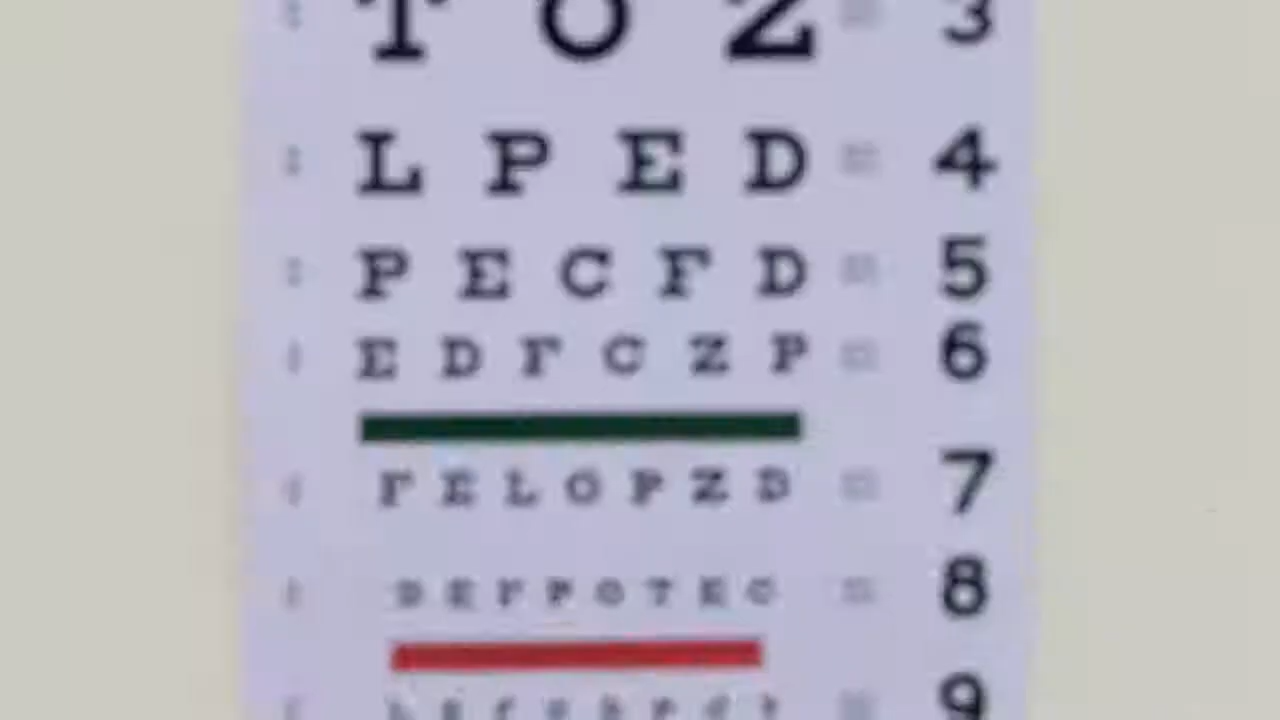 T O Z 3
L P E D 4
P E C F D 5
E D F C Z P 6
F E L O P Z D 7
D E F P O T E C 8
9